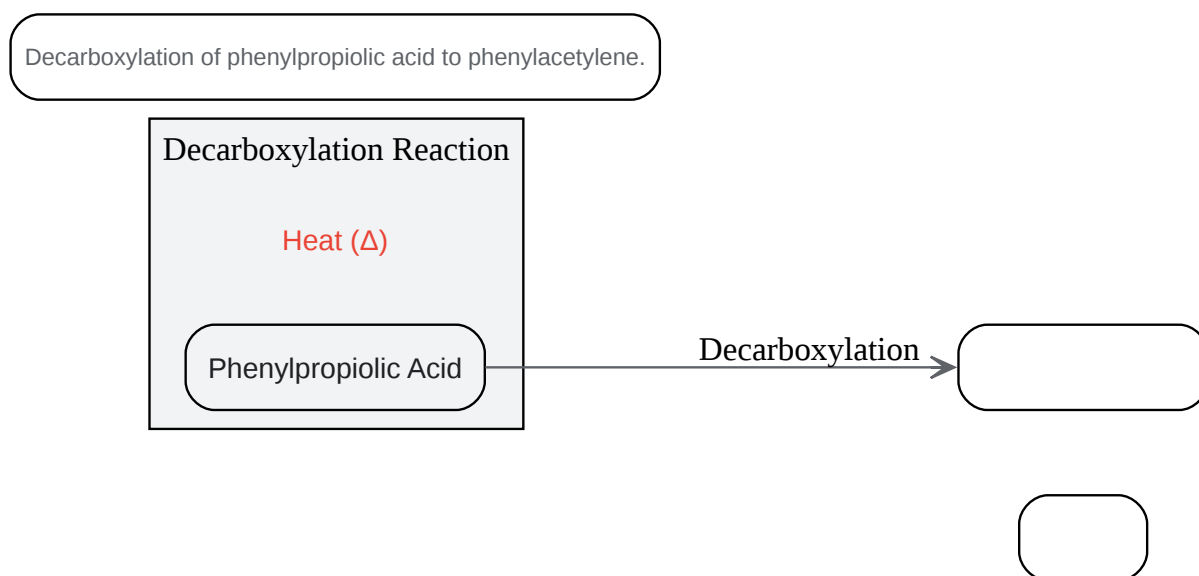 Decarboxylation of phenylpropiolic acid to phenylacetylene.
Decarboxylation Reaction
Heat (Δ)
Phenylpropiolic Acid
Decarboxylation